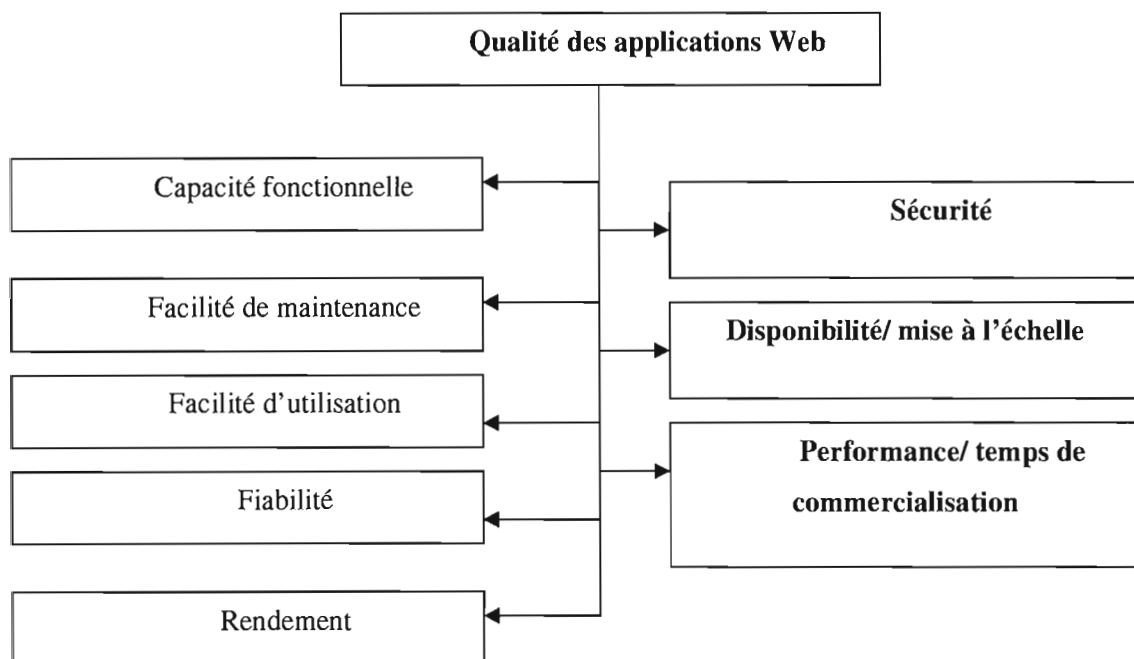 Qualité des applications Web
Capacité fonctionnelle
Facilité de maintenance
Facilité d'utilisation
Fiabilité
Rendement
Sécurité
Disponibilité/ mise à l'échelle
Performance/ temps de
commercialisation